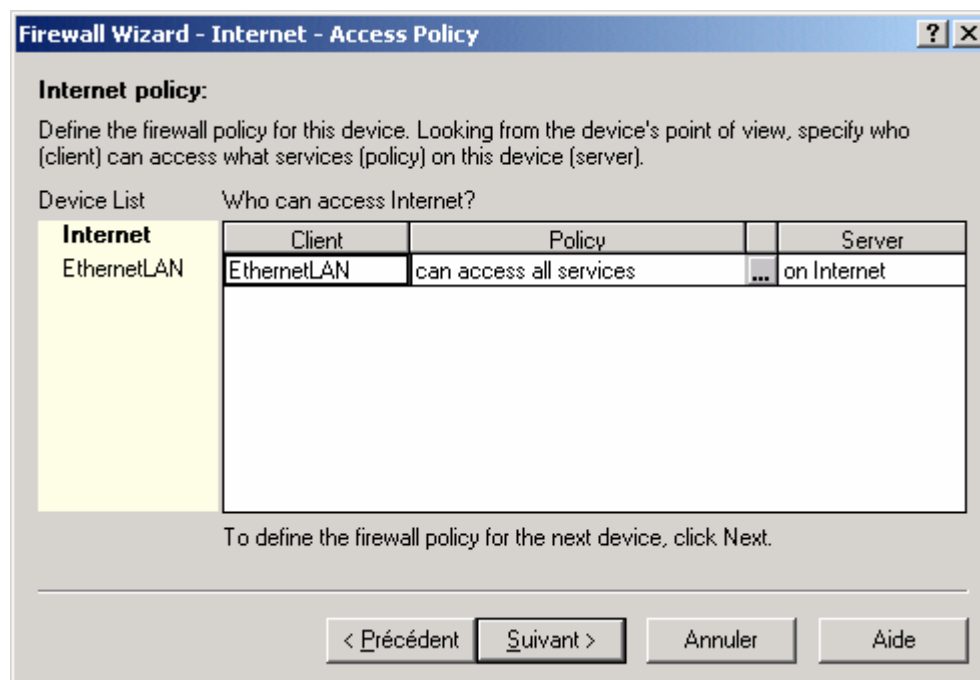 Firewall Wizard - Internet - Access Policy
Internet policy:
Define the firewall policy for this device. Looking from the device's point of view, specify who
(client) can access what services (policy) on this device (server).
Device List Who can access Internet?
Internet
EthernetLAN
Client Policy Server
EthernetLAN can access all services ... on Internet
To define the firewall policy for the next device, click Next.
< Précédent Suivant > Annuler Aide